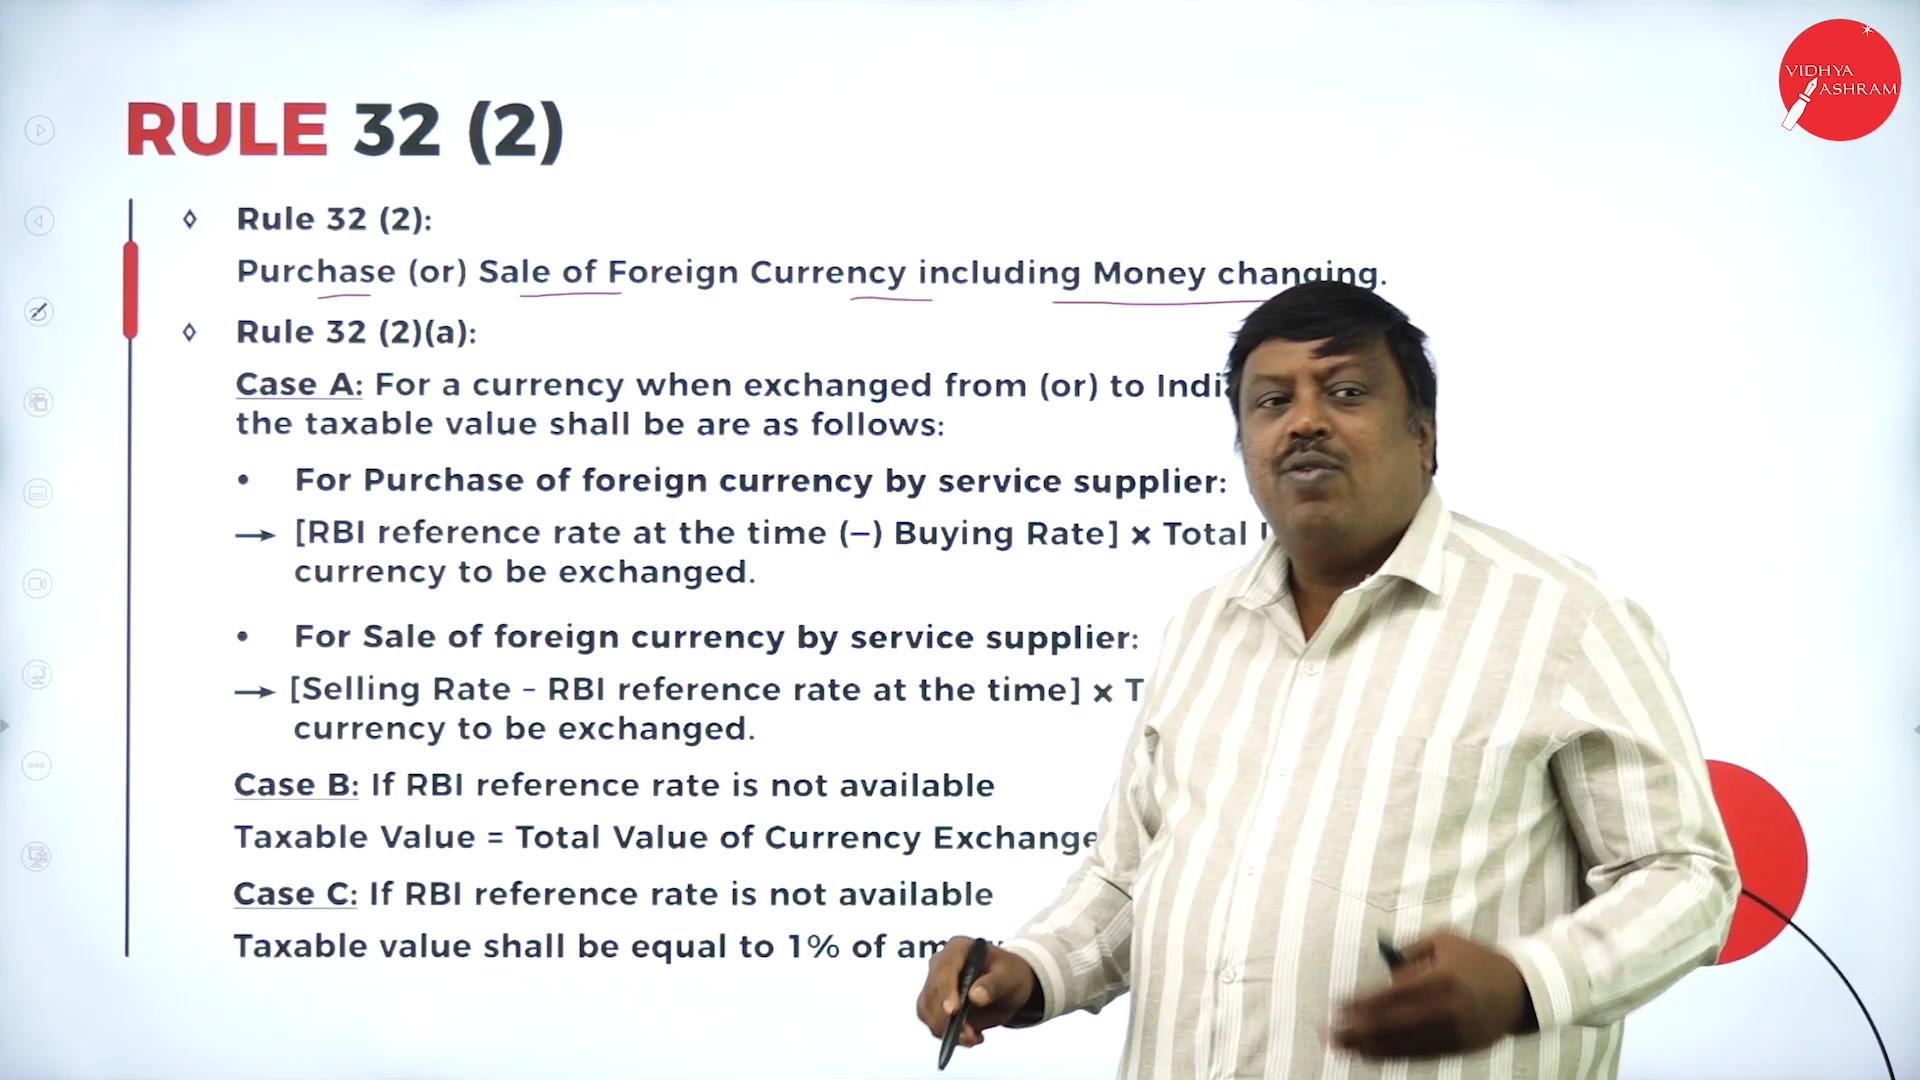 VIDHYA
ASHRAM
RULE 32 (2)
◊ Rule 32 (2):
Purchase (or) Sale of Foreign Currency including Money changing.
◊ Rule 32 (2)(a):
Case A: For a currency when exchanged from (or) to
the taxable value shall be are as follows:
• For Purchase of foreign currency by service supplier:
→ [RBI reference rate at the time (–) Buying Rate] × Total
currency to be exchanged.
• For Sale of foreign currency by service supplier:
→ [Selling Rate – RBI reference rate at the time] ×
currency to be exchanged.
Case B: If RBI reference rate is not available
Taxable Value = Total Value of Currency
Case C: If RBI reference rate is not available
Taxable value shall be equal to 1% of